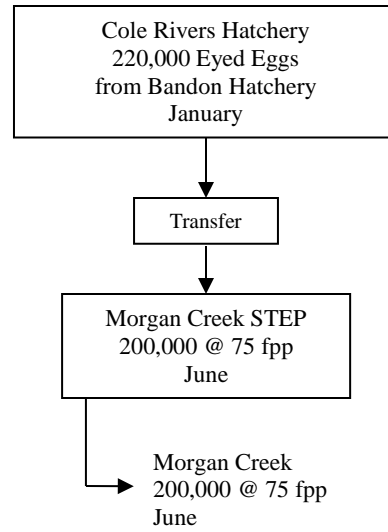 Cole Rivers Hatchery
220,000 Eyed Eggs
from Bandon Hatchery
January
Transfer
Morgan Creek STEP
200,000 @ 75 fpp
June
Morgan Creek
200,000 @ 75 fpp
June